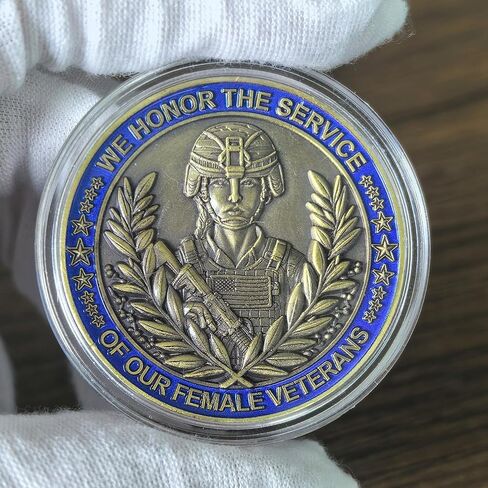 WE HONOR THE SERVICE
OF OUR FEMALE VETERANS